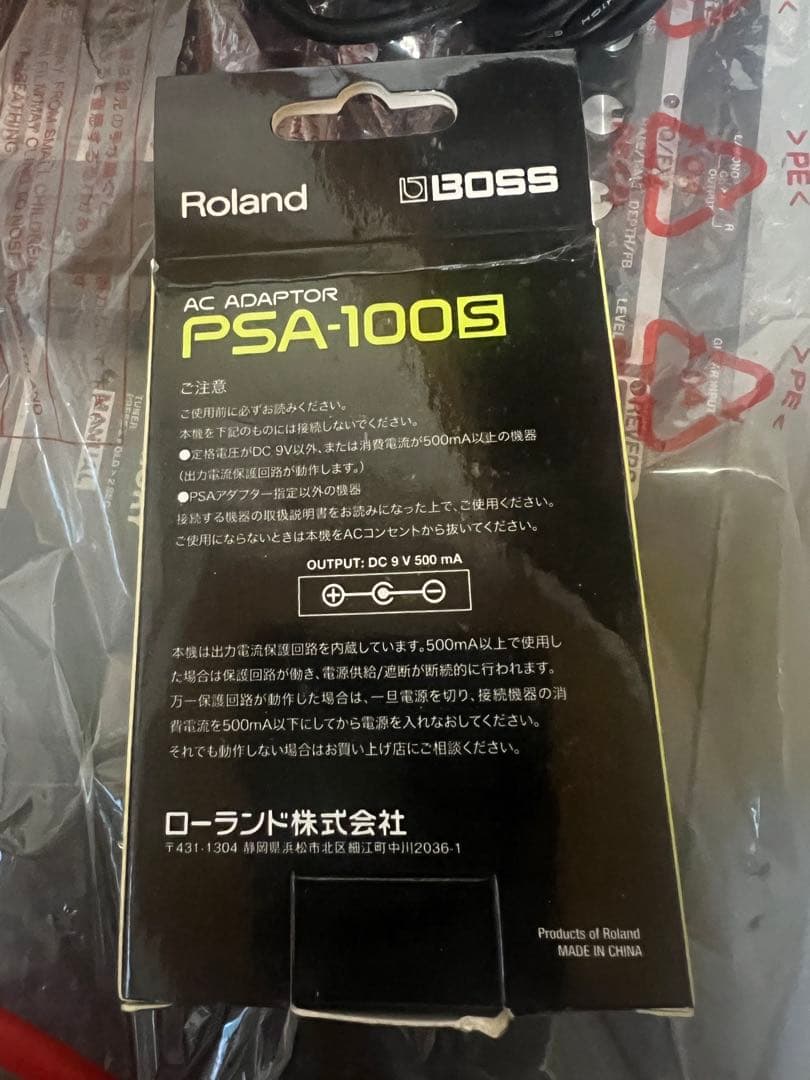 Roland BOSS
AC ADAPTOR
PSA-100S
ご注意
ご使用前に必ずお読みください。
本機を下記のものには接続しないでください。
●定格電圧がDC 9V以外、または消費電流が500mA以上の機器
(出力電流保護回路が動作します。)
●PSAアダプター指定以外の機器
接続する機器の取扱説明書をお読みになった上で、ご使用ください。
ご使用にならないときは本機をACコンセントから抜いてください。
OUTPUT: DC 9 V 500 mA
本機は出力電流保護回路を内蔵しています。500mA以上で使用し
た場合は保護回路が働き、電源供給/遮断が断続的に行われます。
万一保護回路が動作した場合は、一旦電源を切り、接続機器の消
費電流を500mA以下にしてから電源を入れなおしてください。
それでも動作しない場合はお買い上げ店にご相談ください。
ローランド株式会社
〒431-1304 静岡県浜松市北区細江町中川2036-1
Products of Roland
MADE IN CHINA
>PE<
>PE<
DEPTH/FB
LEVEL
TUNER
MANUAL